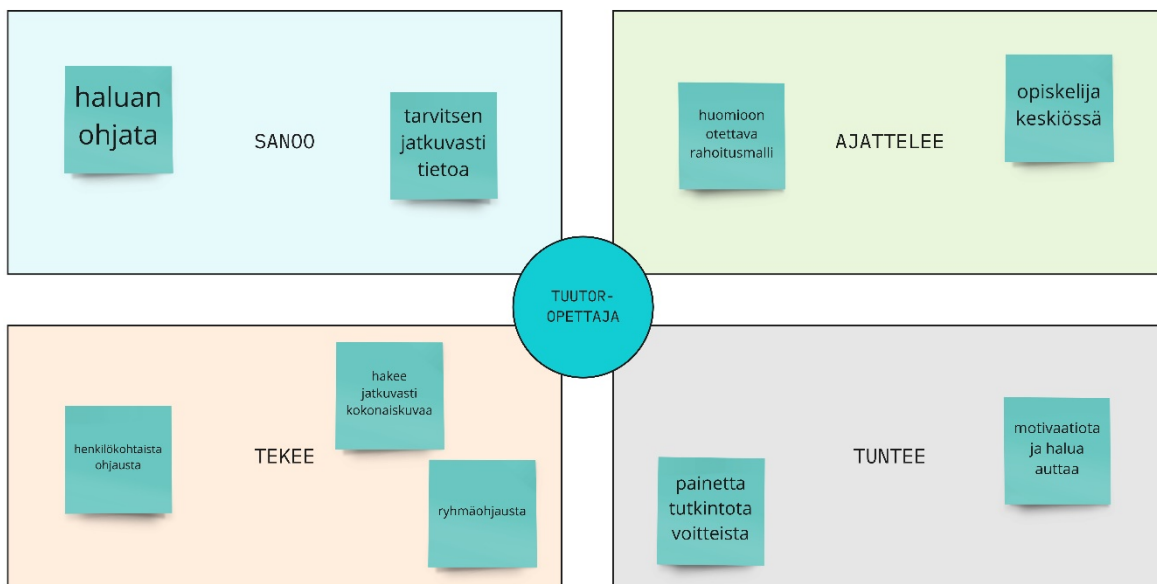 haluan
ohjata
SANOO
tarvitsen
jatkuvasti
tietoa
huomioon
otettava
rahoitusmalli
AJATTELEE
opiskelija
keskiössä
TUUTOR-
OPETTAJA
henkilökohtaista
ohjausta
TEKEE
hakee
jatkuvasti
kokonaiskuvaa
ryhmäohjausta
painetta
tutkintota
voitteista
TUNTEE
motivaatiota
ja halua
auttaa